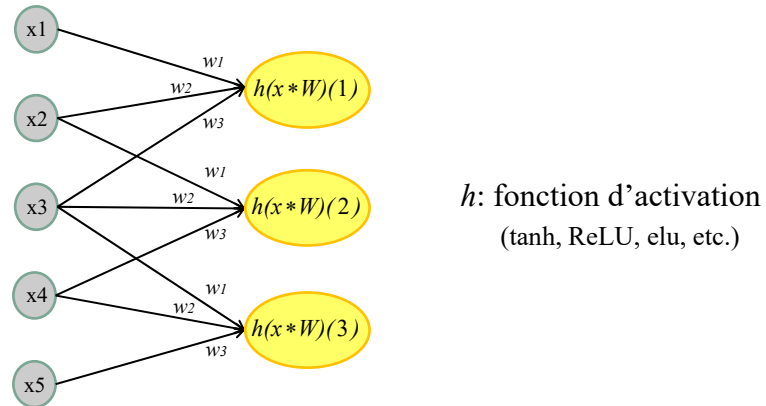 x1
w1
h(x*W)(1)
w2
x2
w3
w1
x3
w2
h(x*W)(2)
w3
h: fonction d’activation
(tanh, ReLU, elu, etc.)
w1
x4
w2
h(x*W)(3)
w3
x5